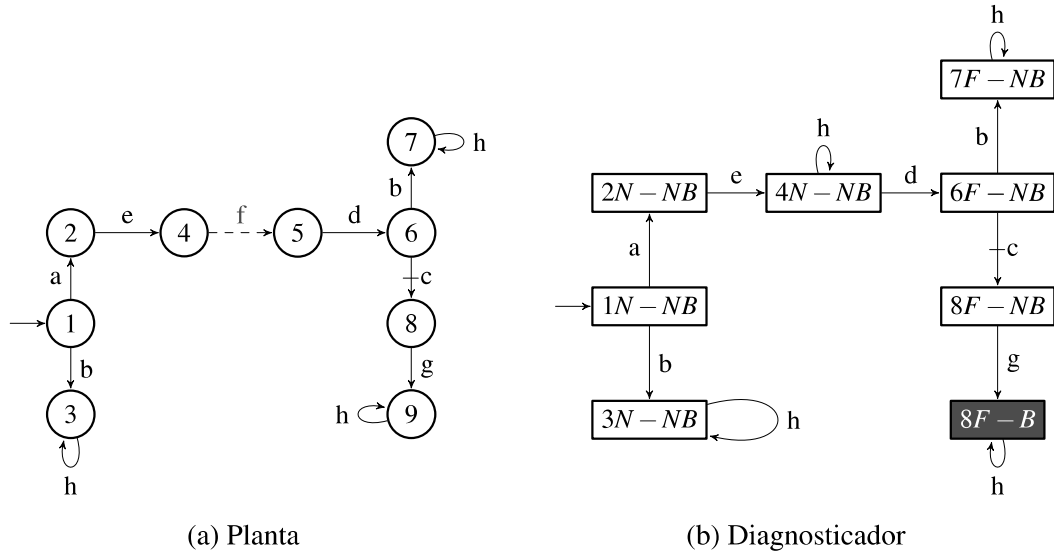 h
7F − NB
7
h
h
b
b
2
e
4
f
5
d
6
2N − NB
e
4N − NB
d
6F − NB
a
c
a
c
1
8
1N − NB
8F − NB
b
g
b
g
3
h
9
3N − NB
h
8F − B
h
h
(a) Planta
(b) Diagnosticador